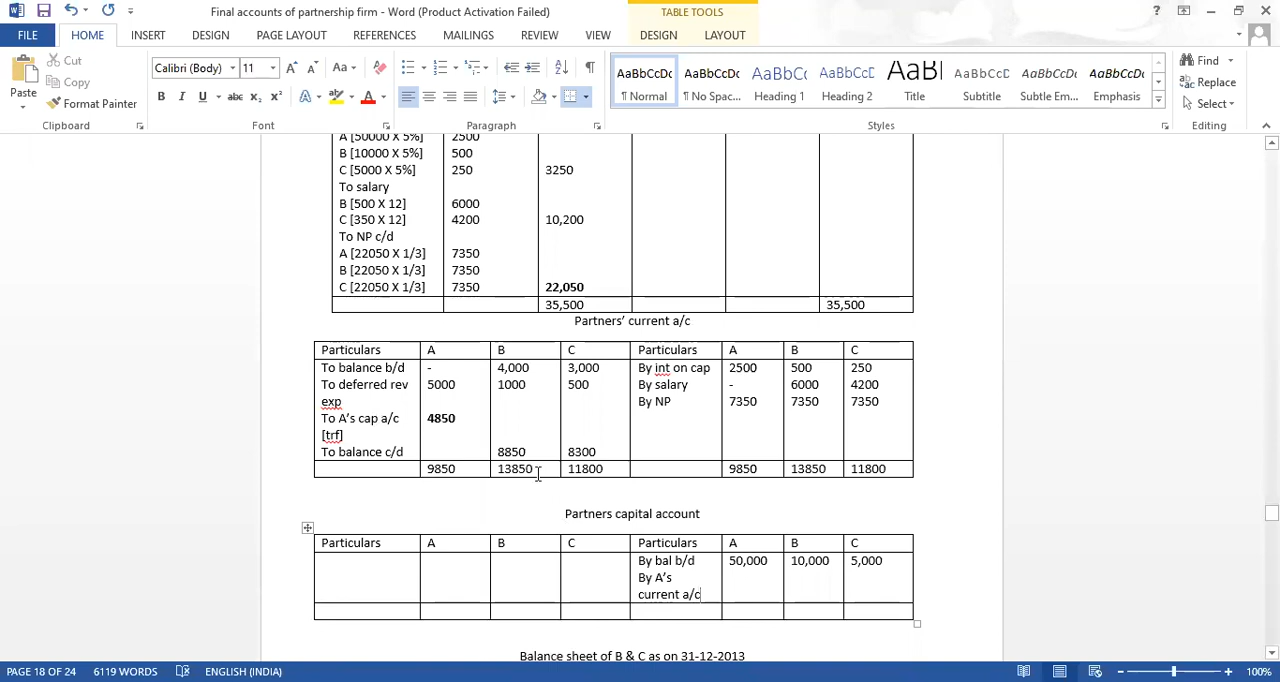 Final accounts of partnership firm - Word (Product Activation Failed)
TABLE TOOLS
FILE HOME INSERT DESIGN PAGE LAYOUT REFERENCES MAILINGS REVIEW VIEW DESIGN LAYOUT
Cut
Copy
Format Painter
Paste
Clipboard
Calibri (Body) 11
Font
Paragraph
AaBbCcDc AaBbCcDc AaBbCc AaBbCcC AaBl AaBbCcD AaBbCcDc AaBbCcDc
¶ Normal ¶ No Spac... Heading 1 Heading 2 Title Subtitle Subtle Em... Emphasis
Styles
Find
Replace
Select
Editing
A [50000 X 5%] 2500
B [10000 X 5%] 500
C [5000 X 5%] 250 3250
To salary
B [500 X 12] 6000
C [350 X 12] 4200 10,200
To NP c/d
A [22050 X 1/3] 7350
B [22050 X 1/3] 7350
C [22050 X 1/3] 7350 22,050
35,500 35,500
Partners’ current a/c
Particulars A B C Particulars A B C
To balance b/d - 4,000 3,000 By int on cap 2500 500 250
To deferred rev 5000 1000 500 By salary - 6000 4200
exp By NP 7350 7350 7350
To A’s cap a/c 4850
[trf]
To balance c/d 8850 8300
9850 13850 11800 9850 13850 11800
Partners capital account
Particulars A B C Particulars A B C
By bal b/d 50,000 10,000 5,000
By A’s
current a/c
Balance sheet of B & C as on 31-12-2013
PAGE 18 OF 24 6119 WORDS ENGLISH (INDIA) 100%